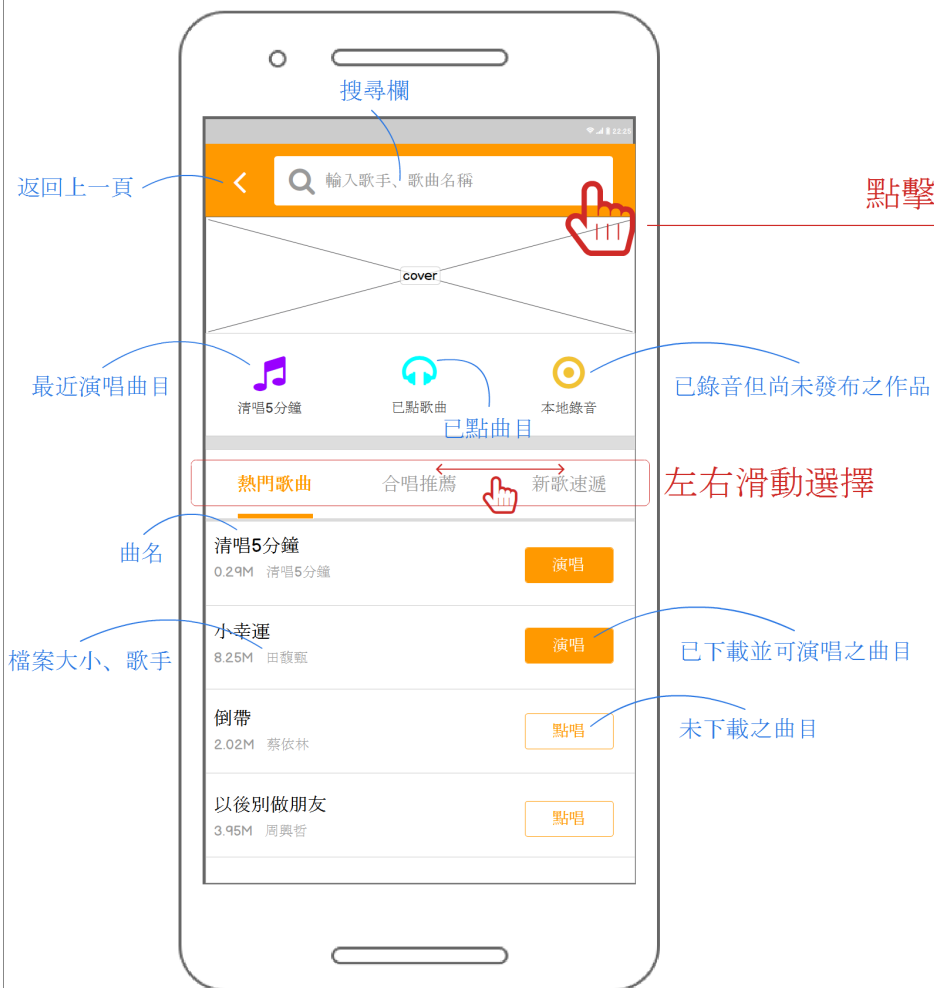 搜尋欄
22:25
返回上一頁
輸入歌手、歌曲名稱
點擊
cover
最近演唱曲目
清唱5分鐘
已點歌曲
本地錄音
已點曲目
已錄音但尚未發布之作品
熱門歌曲
合唱推薦
新歌速遞
左右滑動選擇
曲名
清唱5分鐘
0.29M 清唱5分鐘
演唱
檔案大小、歌手
小幸運
8.25M 田馥甄
演唱
已下載並可演唱之曲目
倒帶
2.02M 蔡依林
點唱
未下載之曲目
以後別做朋友
3.95M 周興哲
點唱